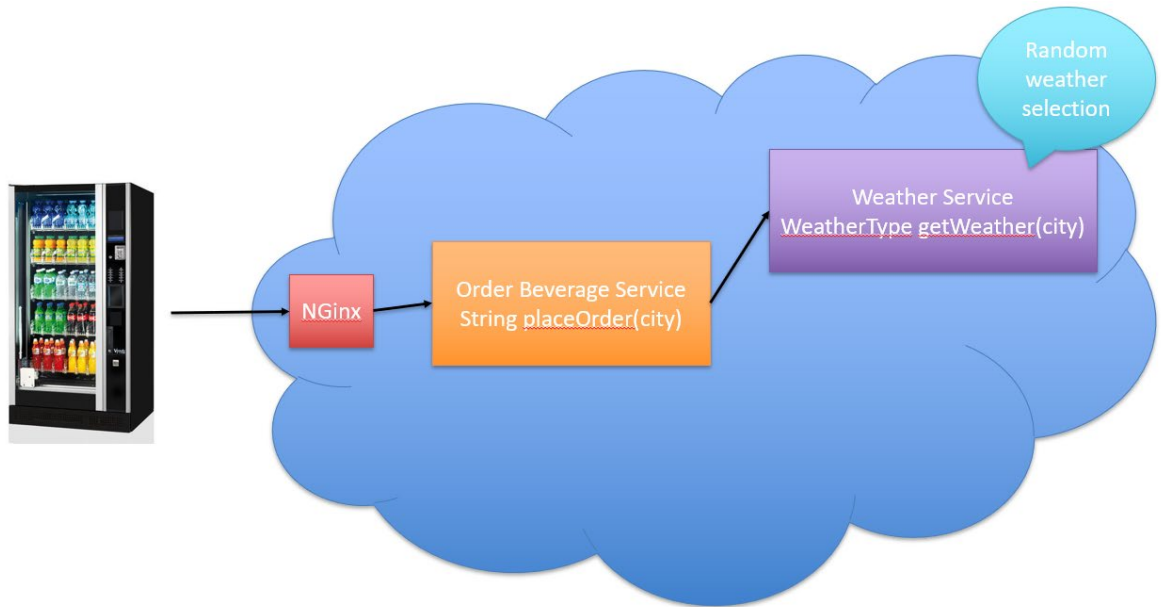 Random
weather
selection
Weather Service
WeatherType getWeather(city)
Order Beverage Service
String placeOrder(city)
NGinx